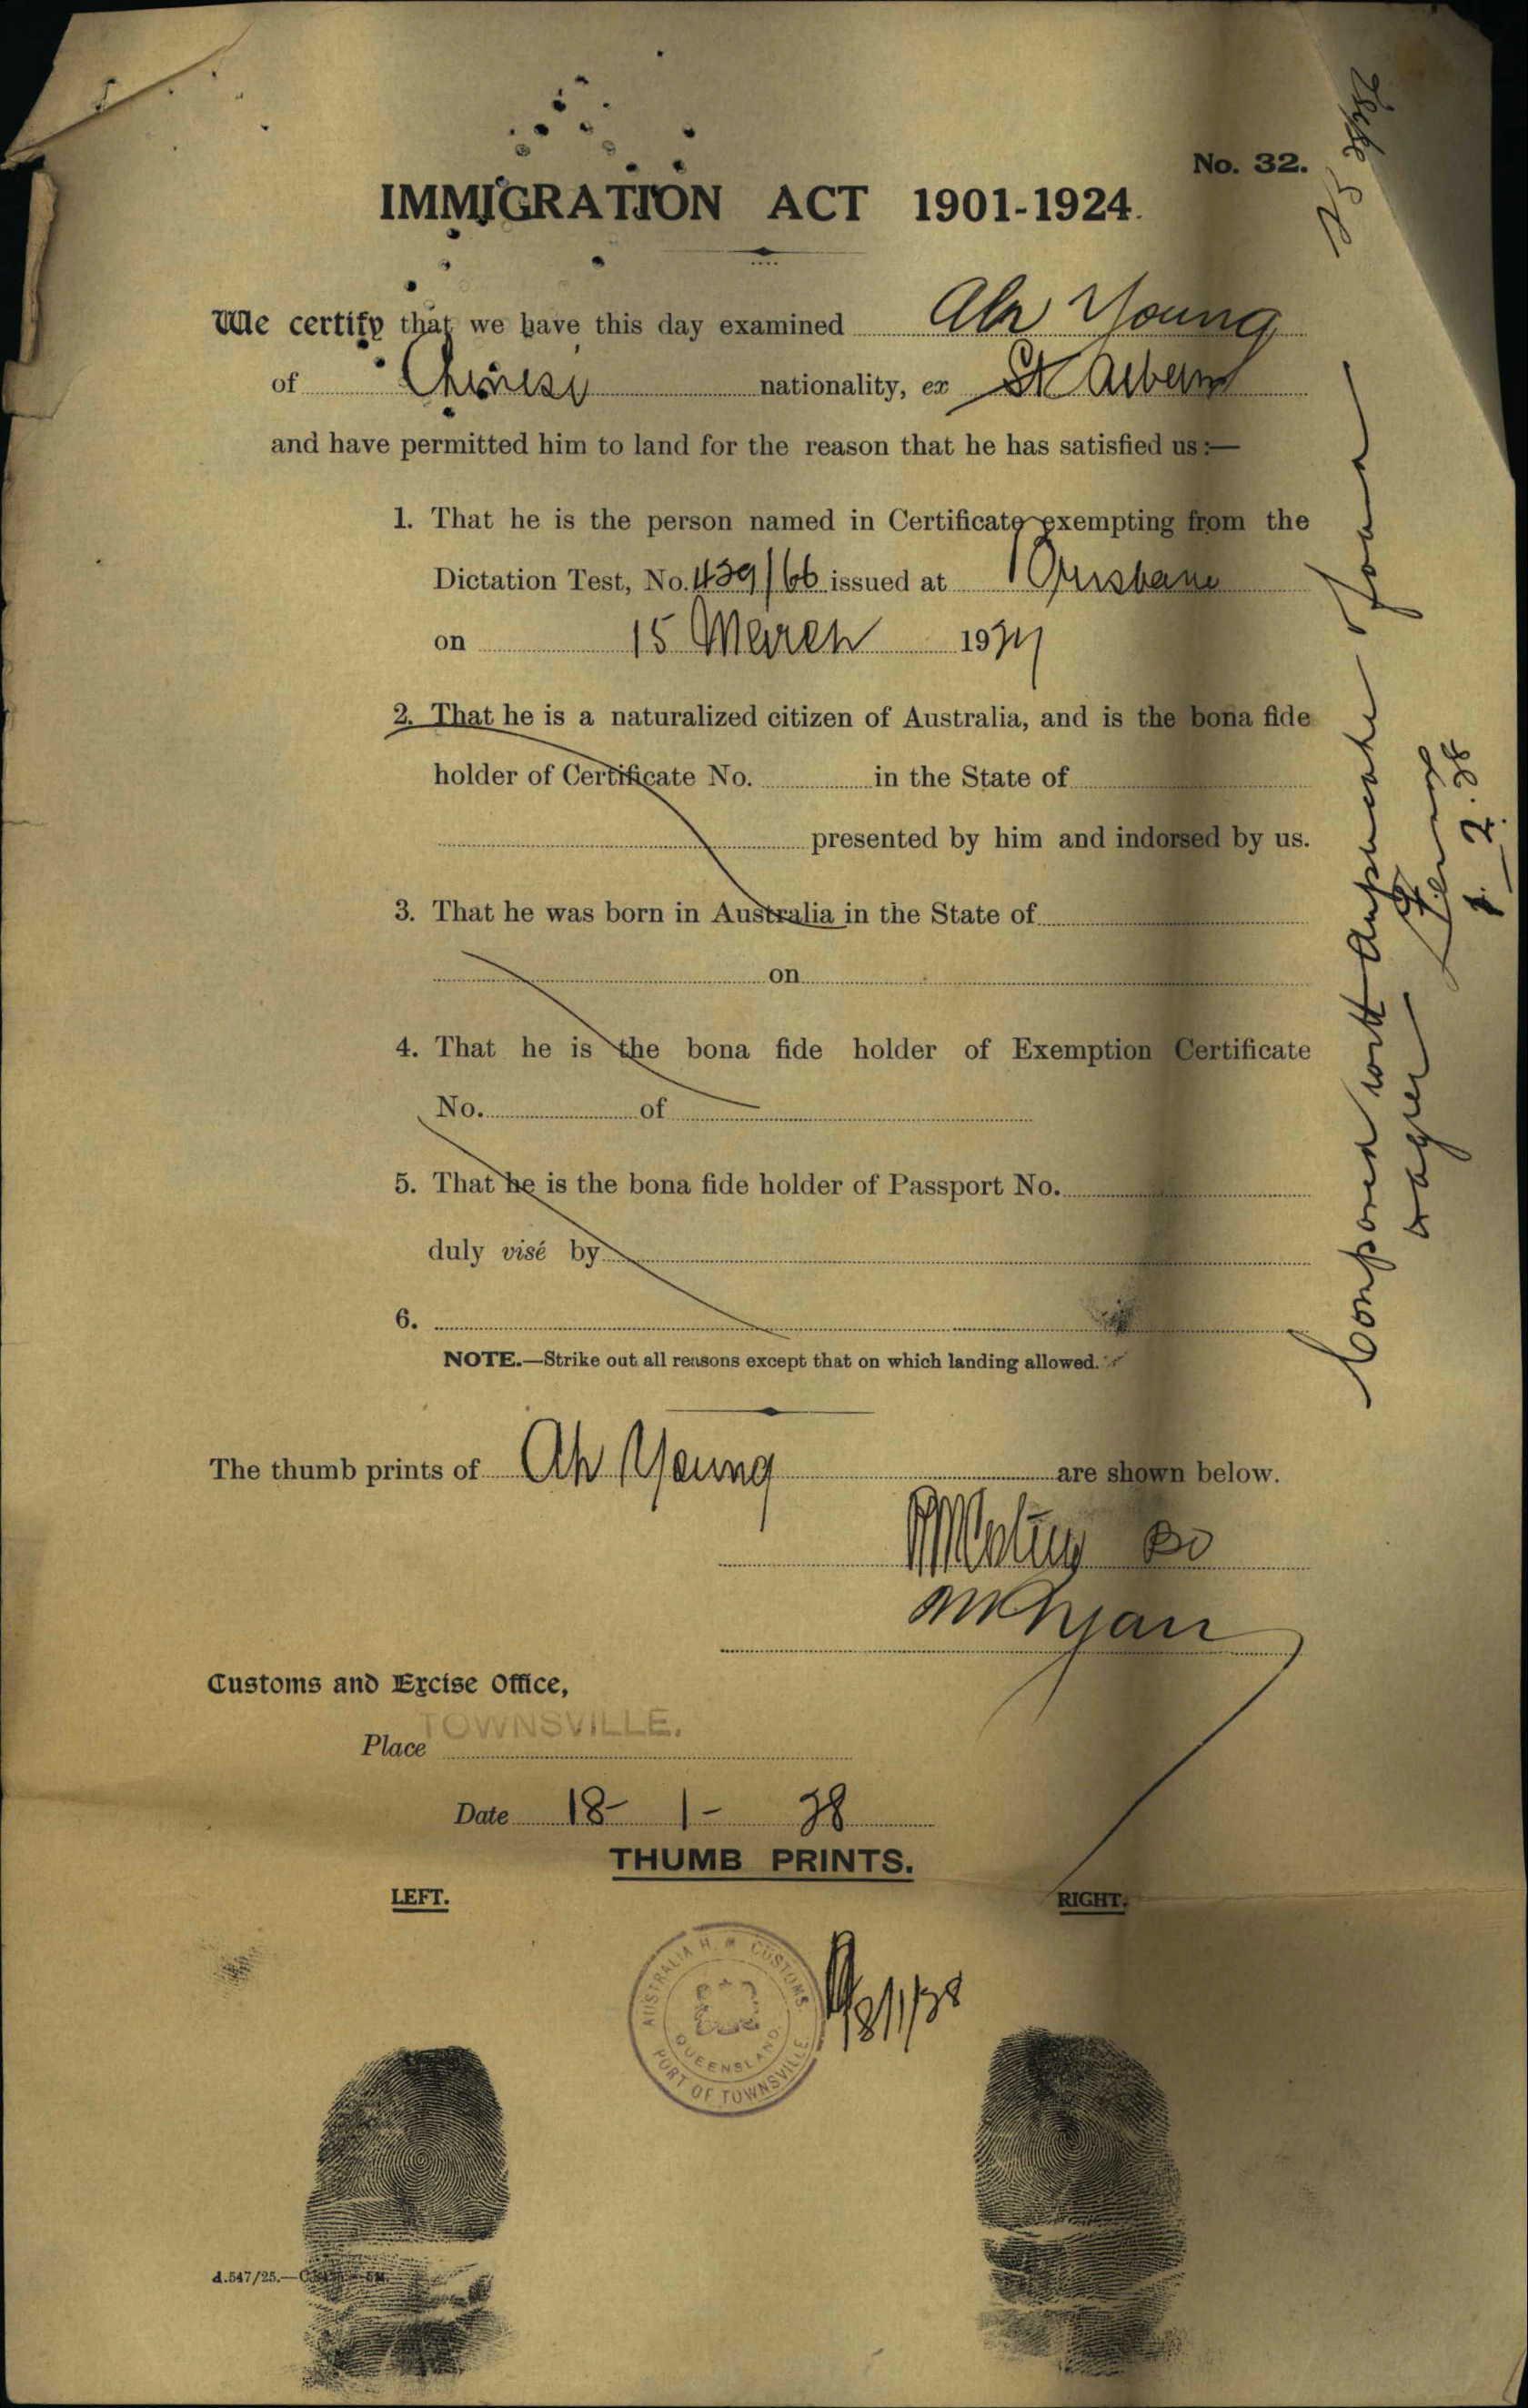 No. 32.
IMMIGRATION ACT 1901-1924.
We certify that we have this day examined Ah Young
of Chinese nationality, ex St Albans
and have permitted him to land for the reason that he has satisfied us:—
1. That he is the person named in Certificate exempting from the
Dictation Test, No. 439/66 issued at Brisbane
on 15 March 19
2. That he is a naturalized citizen of Australia, and is the bona fide
holder of Certificate No. in the State of
presented by him and indorsed by us.
3. That he was born in Australia in the State of
on
4. That he is the bona fide holder of Exemption Certificate
No. of
5. That he is the bona fide holder of Passport No.
duly visé by
6.
NOTE.—Strike out all reasons except that on which landing allowed.
The thumb prints of Ah Young are shown below.
Customs and Excise Office,
Place TOWNSVILLE.
Date 18- 1- 38
THUMB PRINTS.
LEFT.
RIGHT.
AUSTRALIA H. M. CUSTOMS.
QUEENSLAND.
PORT OF TOWNSVILLE
18/1/38
A.547/25.—
Compared with duplicate & found
1.2.38